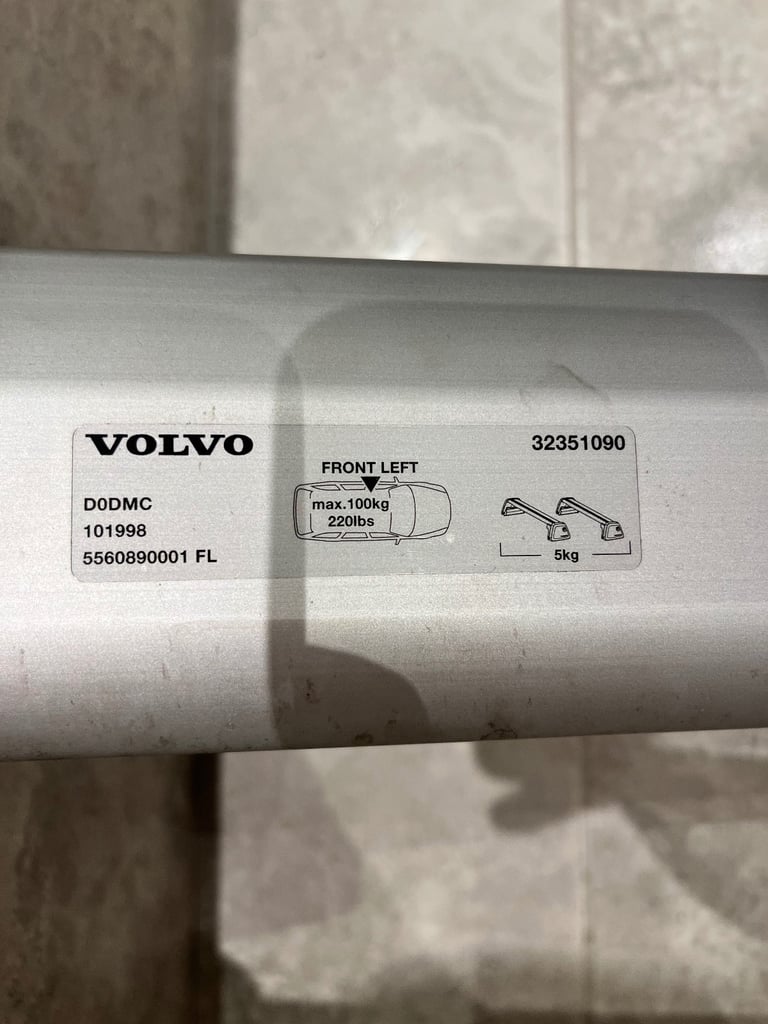 VOLVO
32351090
FRONT LEFT
max.100kg
220lbs
D0DMC
101998
5560890001 FL
5kg